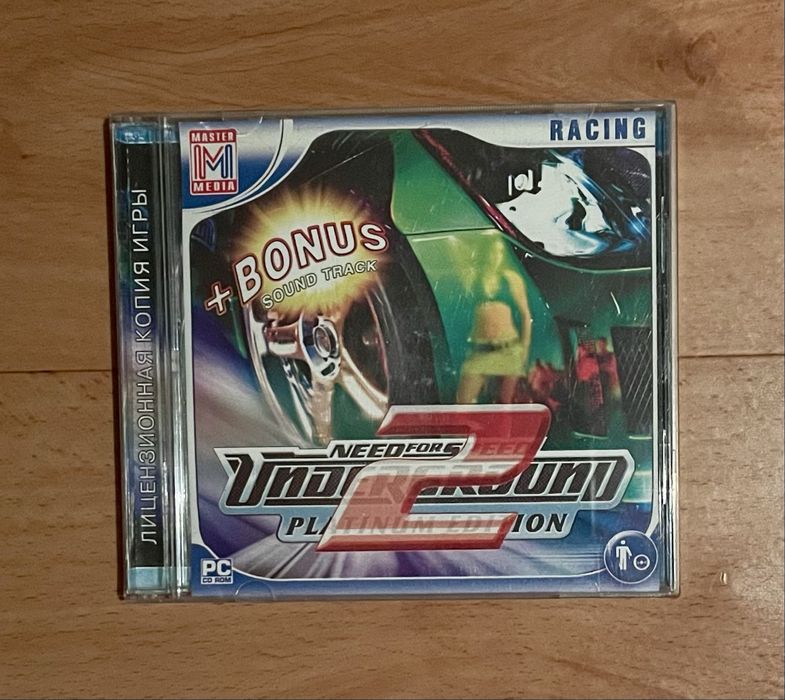 ЛИЦЕНЗИОННАЯ КОПИЯ ИГРЫ
MASTER
M
MEDIA
RACING
+BONUS
SOUND TRACK
NEED FOR SPEED
UNDERGROUND
2
PLATINUM EDITION
PC
CD ROM